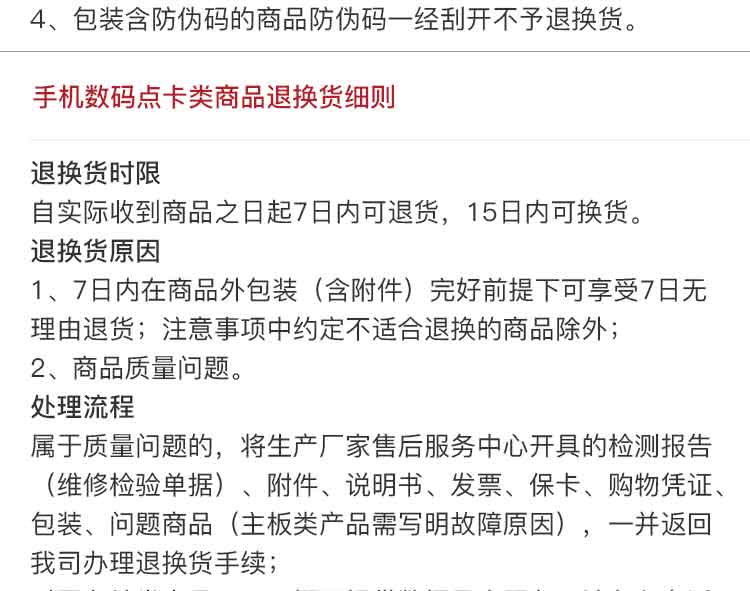 4、包装含防伪码的商品防伪码一经刮开不予退换货。
手机数码点卡类商品退换货细则
退换货时限
自实际收到商品之日起7日内可退货，15日内可换货。
退换货原因
1、7日内在商品外包装（含附件）完好前提下可享受7日无
理由退货；注意事项中约定不适合退换的商品除外；
2、商品质量问题。
处理流程
属于质量问题的，将生产厂家售后服务中心开具的检测报告
（维修检验单据）、附件、说明书、发票、保卡、购物凭证、
包装、问题商品（主板类产品需写明故障原因），一并返回
我司办理退换货手续；